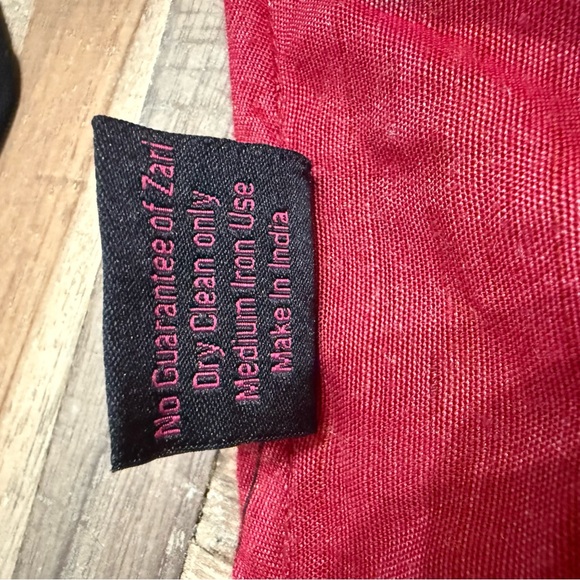 No Guarantee of Zari
Dry Clean only
Medium Iron Use
Make In India